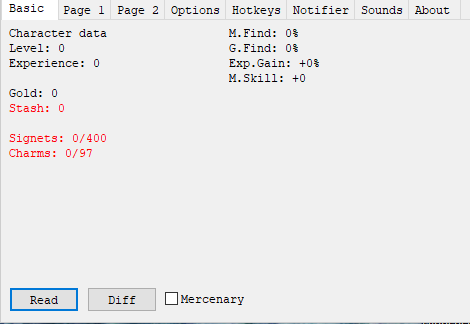 Basic Page 1 Page 2 Options Hotkeys Notifier Sounds About
Character data
Level: 0
Experience: 0
Gold: 0
Stash: 0
Signets: 0/400
Charms: 0/97
M.Find: 0%
G.Find: 0%
Exp.Gain: +0%
M.Skill: +0
Read Diff Mercenary